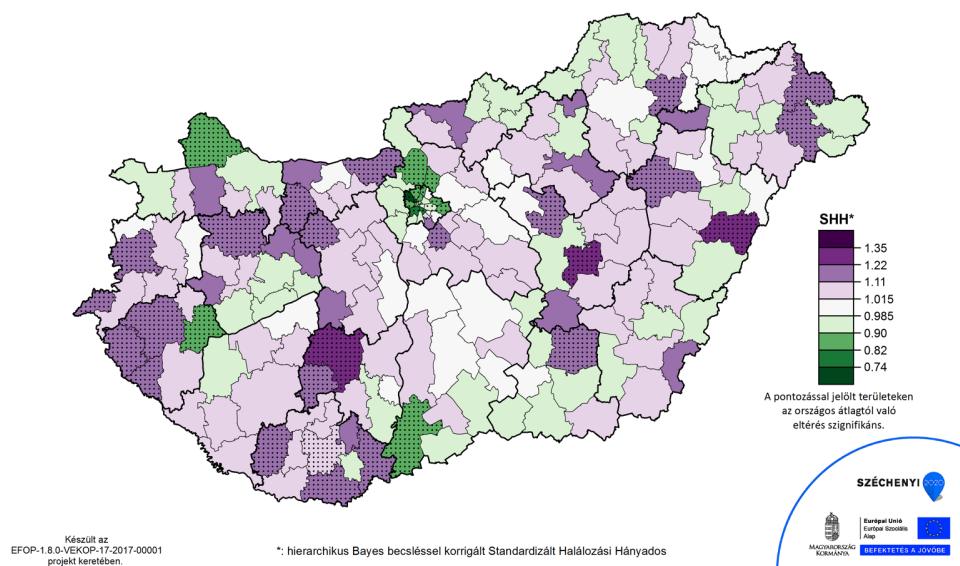 SHH*
1.35
1.22
1.11
1.015
0.985
0.90
0.82
0.74
A pontozással jelölt területeken
az országos átlagtól való
eltérés szignifikáns.
SZÉCHENYI 2020
MAGYARORSZÁG
KORMÁNYA
Európai Unió
Európai Szociális
Alap
BEFEKTETÉS A JÖVŐBE
Készült az
EFOP-1.8.0-VEKOP-17-2017-00001
projekt keretében.
*: hierarchikus Bayes becsléssel korrigált Standardizált Halálozási Hányados